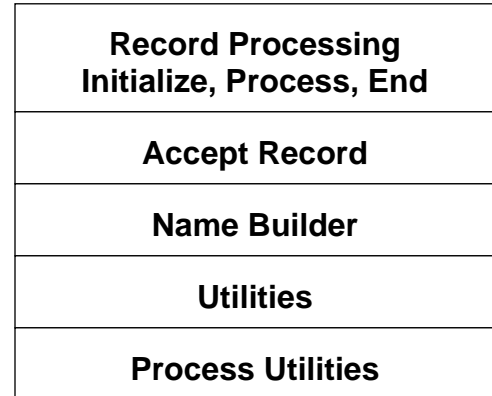 Record Processing
Initialize, Process, End
Accept Record
Name Builder
Utilities
Process Utilities